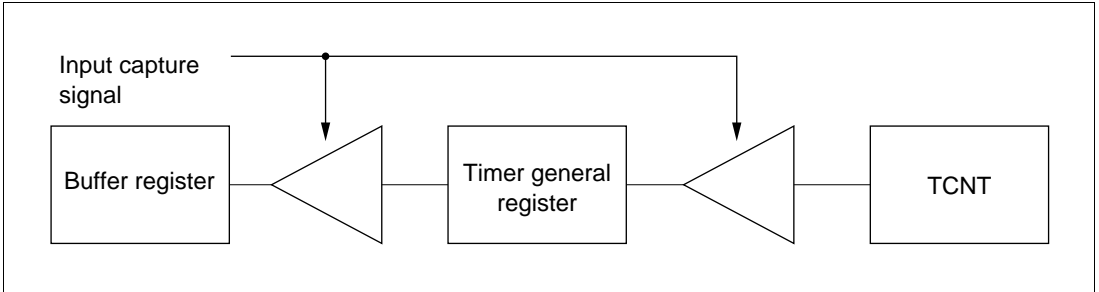 Input capture
signal
Buffer register
Timer general
register
TCNT